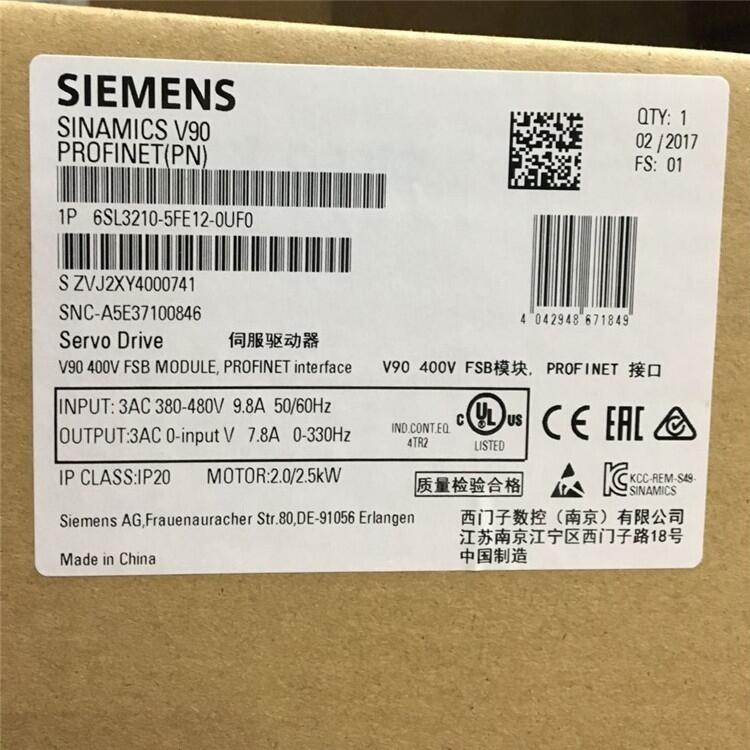 SIEMENS
SINAMICS V90
PROFINET(PN)
QTY: 1
02 / 2017
FS: 01
1P 6SL3210-5FE12-0UF0
S ZVJ2XY4000741
SNC-A5E37100846
4 042948 671849
Servo Drive 伺服驱动器
V90 400V FSB MODULE, PROFINET interface V90 400V FSB模块, PROFINET 接口
INPUT: 3AC 380-480V 9.8A 50/60Hz
OUTPUT:3AC 0-input V 7.8A 0-330Hz
IND.CONT.EQ.
4TR2
C UL US
LISTED
CE EAC
IP CLASS:IP20 MOTOR:2.0/2.5kW
质量检验合格
KCC-REM-S49-
SINAMICS
Siemens AG,Frauenauracher Str.80,DE-91056 Erlangen
西门子数控（南京）有限公司
江苏南京江宁区西门子路18号
中国制造
Made in China